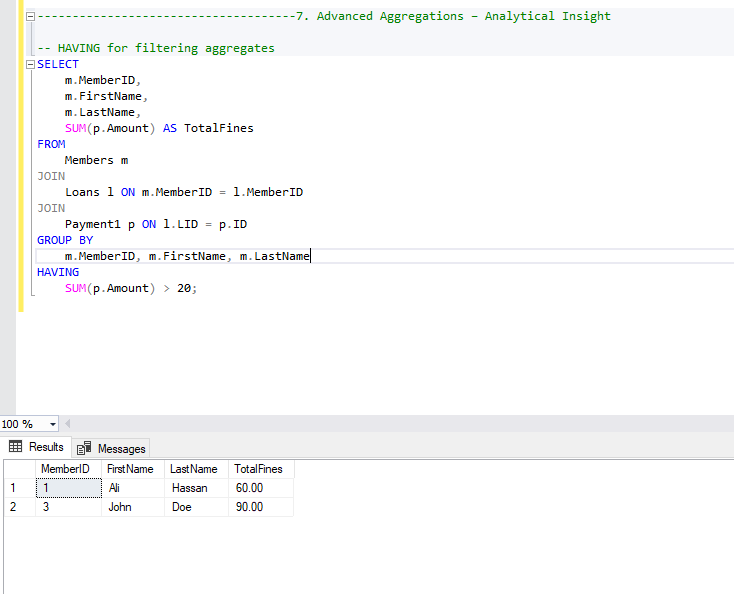 -------------------------------------7. Advanced Aggregations – Analytical Insight
-- HAVING for filtering aggregates
SELECT
m.MemberID,
m.FirstName,
m.LastName,
SUM(p.Amount) AS TotalFines
FROM
Members m
JOIN
Loans l ON m.MemberID = l.MemberID
JOIN
Payment1 p ON l.LID = p.ID
GROUP BY
m.MemberID, m.FirstName, m.LastName
HAVING
SUM(p.Amount) > 20;
100 %
Results Messages
MemberID FirstName LastName TotalFines
1 1 Ali Hassan 60.00
2 3 John Doe 90.00